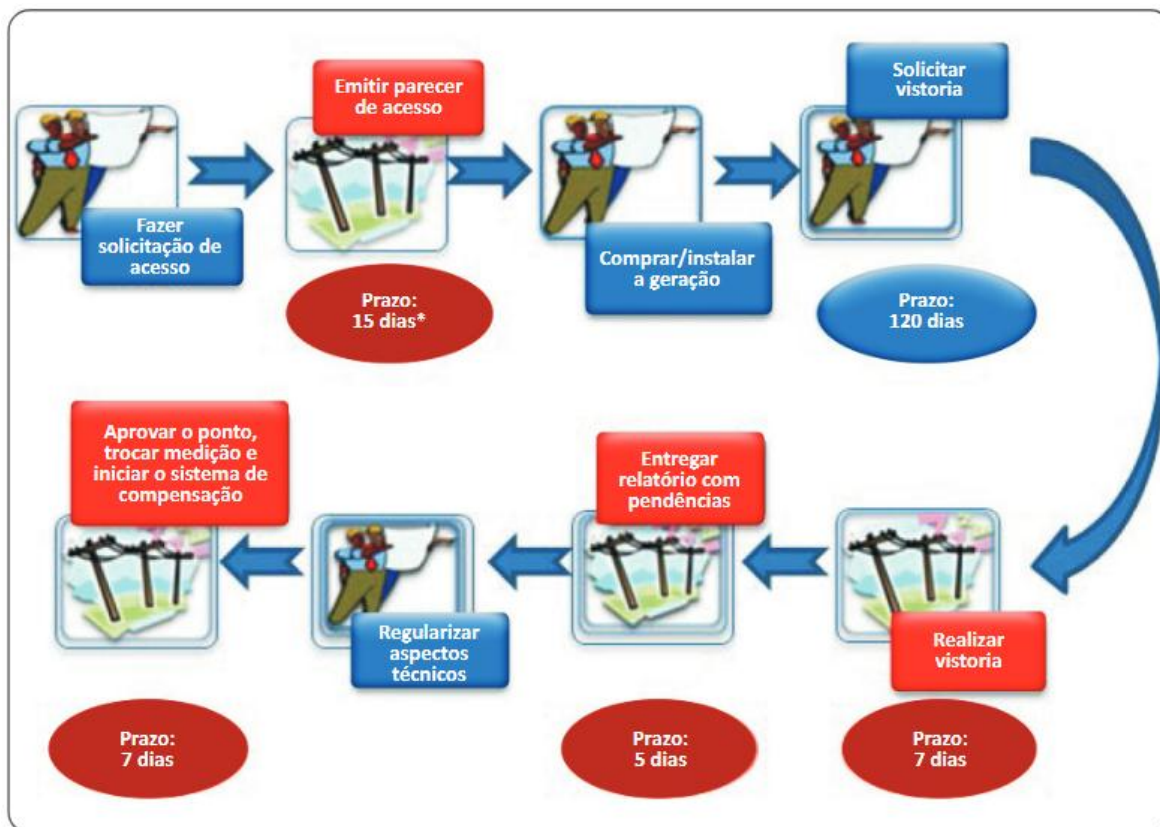 Fazer
solicitação de
acesso
Emitir parecer
de acesso
Prazo:
15 dias*
Comprar/instalar
a geração
Solicitar
vistoria
Prazo:
120 dias
Realizar
vistoria
Prazo:
7 dias
Entregar
relatório com
pendências
Prazo:
5 dias
Regularizar
aspectos
técnicos
Aprovar o ponto,
trocar medição e
iniciar o sistema de
compensação
Prazo:
7 dias